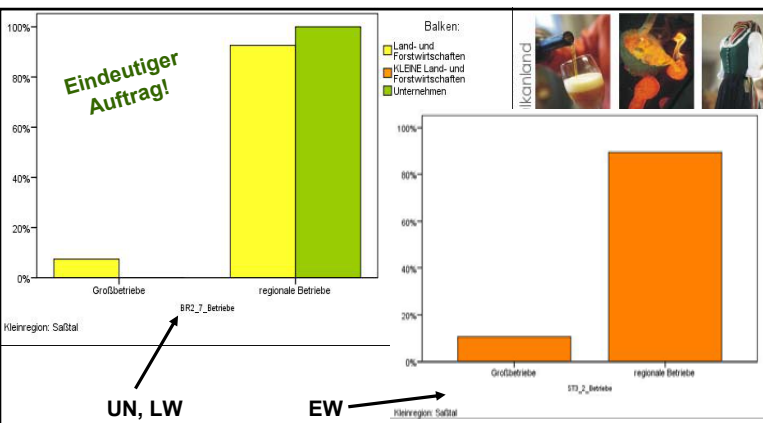 100%
80%
60%
40%
20%
0%
Eindeutiger
Auftrag!
Großbetriebe
regionale Betriebe
BR2_7_Betriebe
Kleinregion: Saßtal
Balken:
Land- und
Forstwirtschaften
KLEINE Land- und
Forstwirtschaften
Unternehmen
lkanland
100%
80%
60%
40%
20%
0%
Großbetriebe
regionale Betriebe
ST3_2_Betriebe
Kleinregion: Saßtal
UN, LW
EW